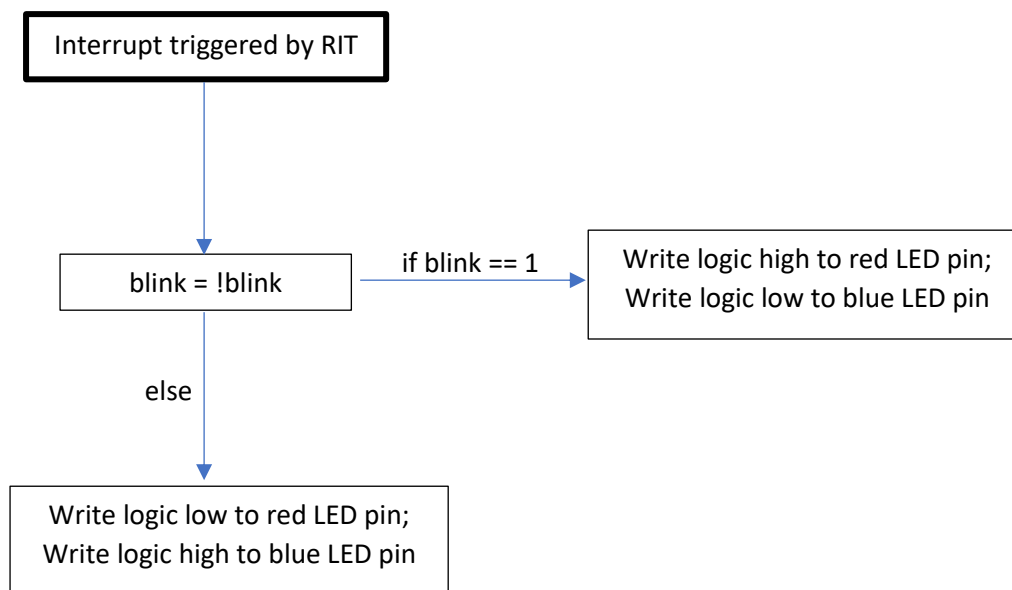 Interrupt triggered by RIT
blink = !blink
if blink == 1
Write logic high to red LED pin;
Write logic low to blue LED pin
else
Write logic low to red LED pin;
Write logic high to blue LED pin